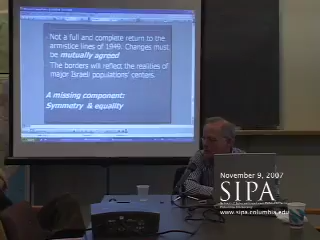 Not a full and complete return to the
armistice lines of 1949. Changes must
be mutually agreed
The borders will reflect the realities of
major Israeli populations' centers.
A missing component:
Symmetry & equality
November 9, 2007
SIPA
www.sipa.columbia.edu